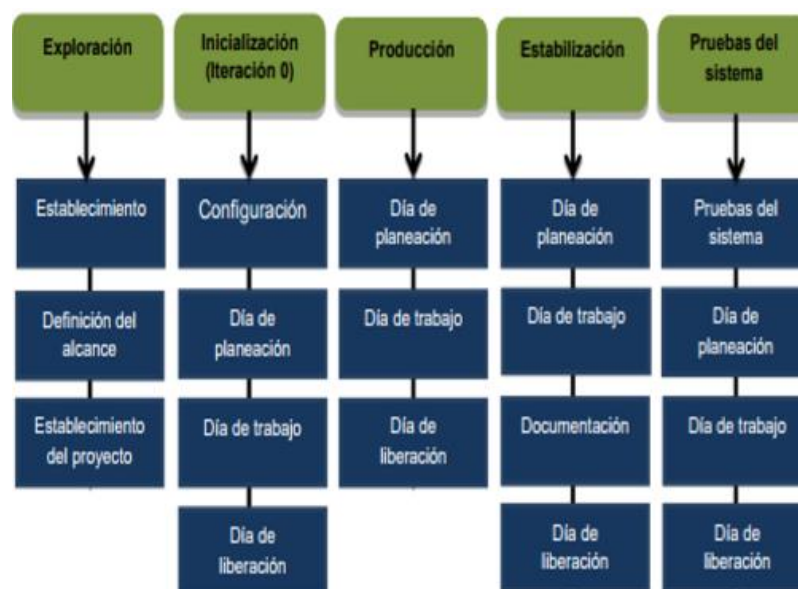 Exploración
Inicialización
(Iteración 0)
Producción
Estabilización
Pruebas del
sistema
Establecimiento
Configuración
Día de
planeación
Día de
planeación
Pruebas del
sistema
Definición del
alcance
Día de
planeación
Día de trabajo
Día de trabajo
Día de
planeación
Establecimiento
del proyecto
Día de trabajo
Día de
liberación
Documentación
Día de trabajo
Día de
liberación
Día de
liberación
Día de
liberación